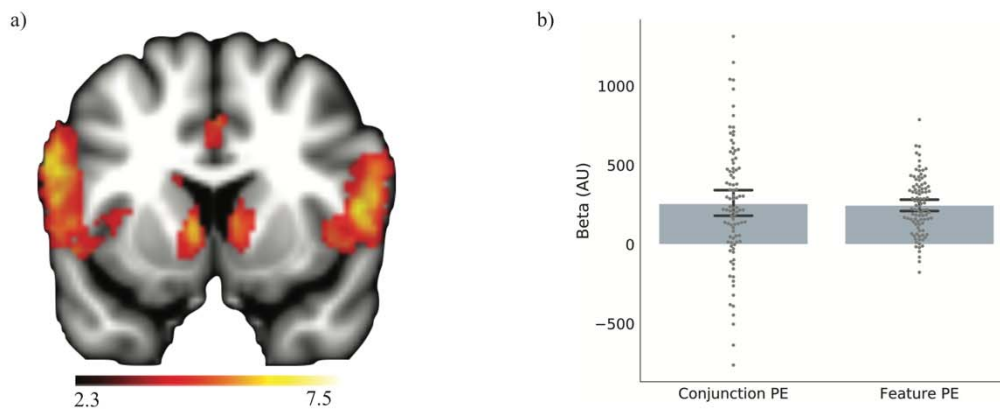 a)
2.3
7.5
b)
Beta (AU)
1000
500
0
−500
Conjunction PE
Feature PE